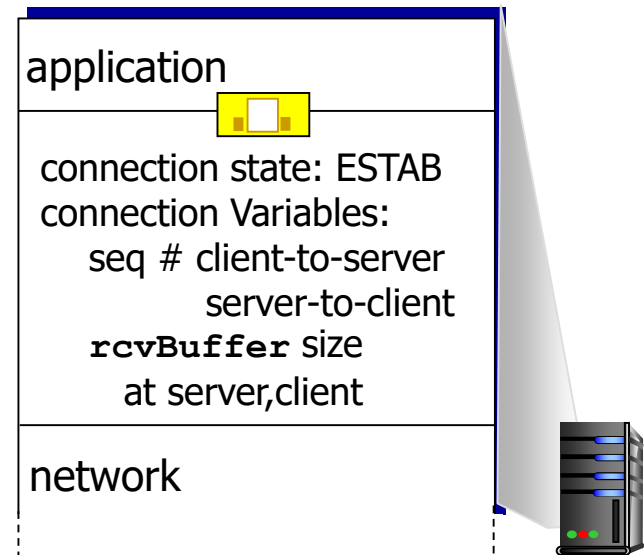 application
connection state: ESTAB
connection Variables:
seq # client-to-server
server-to-client
rcvBuffer size
at server,client
network